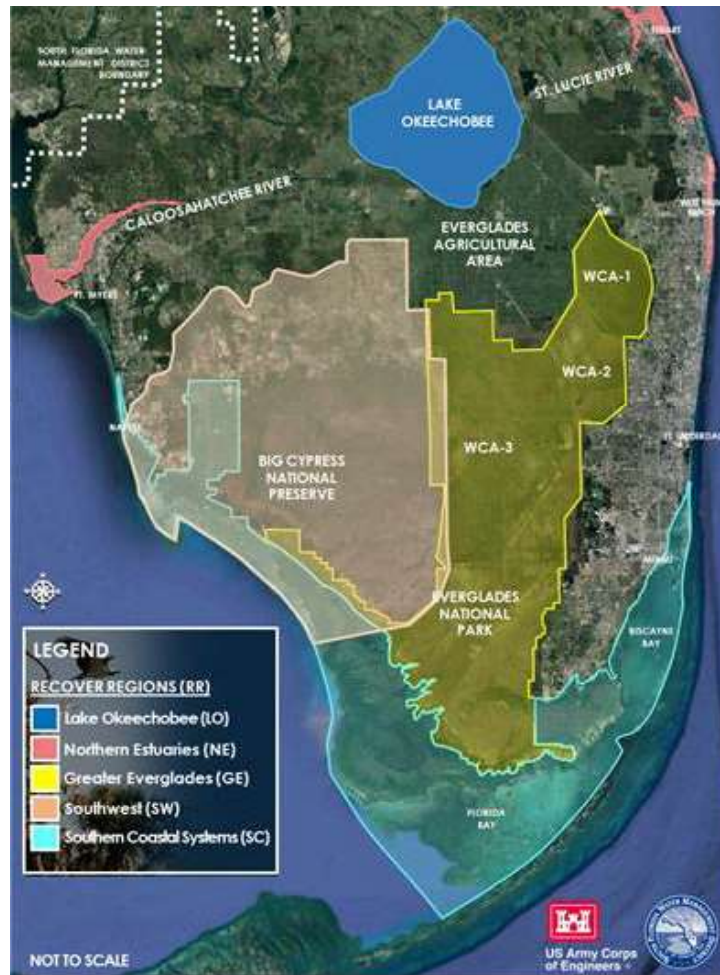 SOUTH FLORIDA WATER
MANAGEMENT DISTRICT
BOUNDARY
STUART
ST. LUCIE RIVER
LAKE
OKEECHOBEE
CALOOSAHATCHEE RIVER
EVERGLADES
AGRICULTURAL
AREA
FT. MYERS
WCA-1
WCA-2
WCA-3
BIG CYPRESS
NATIONAL
PRESERVE
EVERGLADES
NATIONAL
PARK
MIAMI
BISCAYNE
BAY
FLORIDA
BAY
LEGEND
RECOVER REGIONS (RR)
Lake Okeechobee (LO)
Northern Estuaries (NE)
Greater Everglades (GE)
Southwest (SW)
Southern Coastal Systems (SC)
NOT TO SCALE
US Army Corps
of Engineers